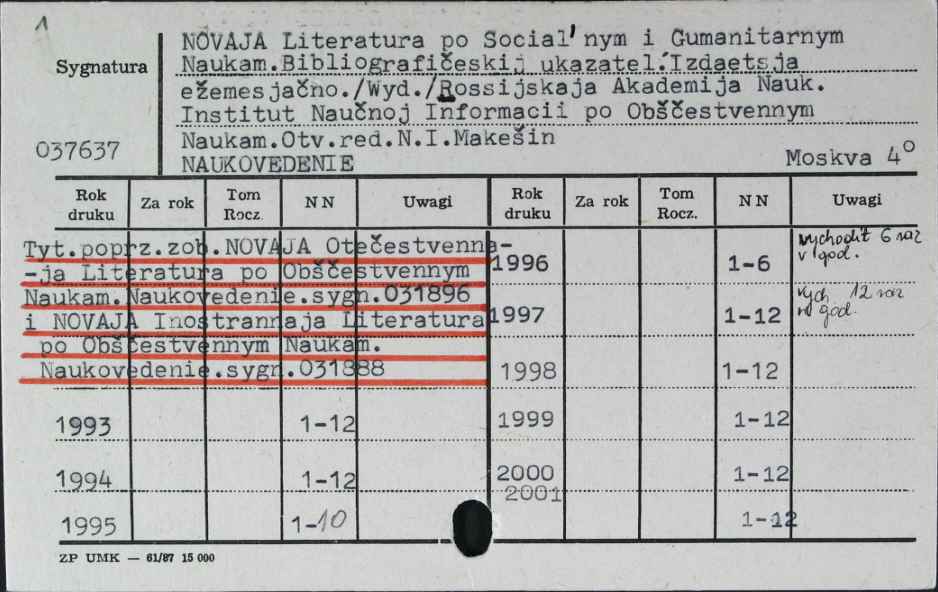 1
NOVAJA Literatura po Social'nym i Gumanitarnym
Sygnatura
Naukam.Bibliografičeskij ukazatel.Izdaetsja
ežemesjačno./Wyd./Rossijskaja Akademija Nauk.
Institut Naučnoj Informacii po Obščestvennym
037637
Naukam.Otv.red.N.I.Makešin
NAUKOVEDENIE Moskva 4°
Rok druku Za rok Tom Rocz. NN Uwagi Rok druku Za rok Tom Rocz. NN Uwagi
Tyt.poprz.zob.NOVAJA Otečestvenna-
-ja Literatura po Obščestvennym
Naukam.Naukovedenie.sygn.031896
i NOVAJA Inostrannaja Literatura
po Obščestvennym Naukam.
Naukovedenie.sygn.031888
1996 1-6 wychodit 6 raz
v god.
1997 1-12 wych. 12 raz
god.
1998 1-12
1993 1-12 1999 1-12
1994 1-12 2000 1-12
2001
1995 1-10 1-12
ZP UMK — 61/87 15 000